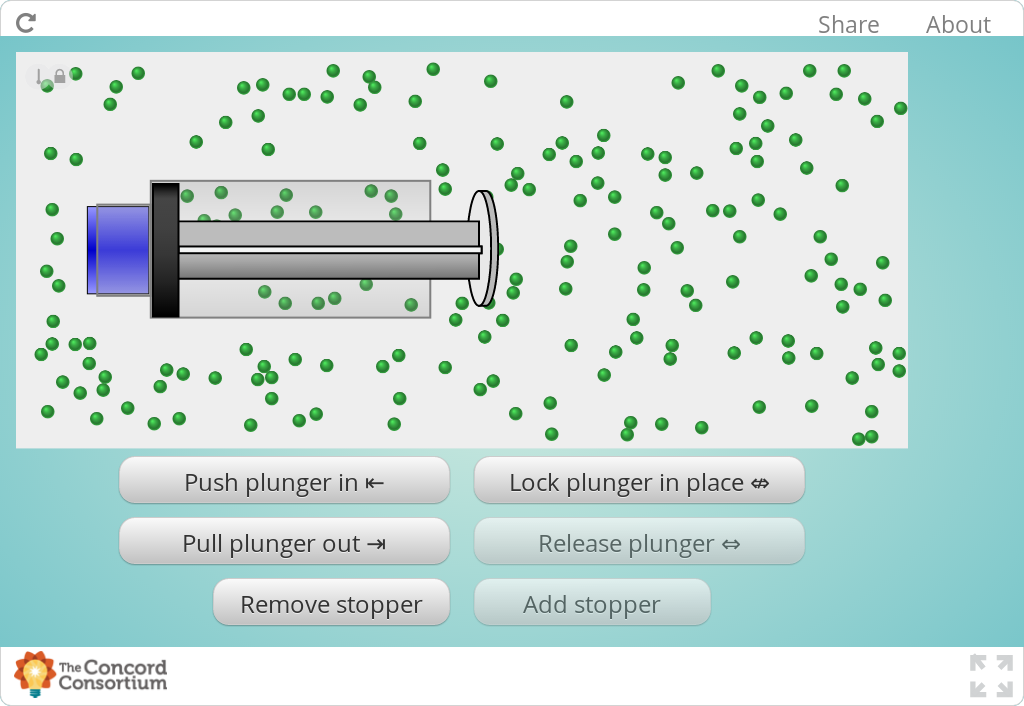 Share About
Push plunger in ⇤ Lock plunger in place ⇎
Pull plunger out ⇥ Release plunger ⇔
Remove stopper Add stopper
The Concord
Consortium